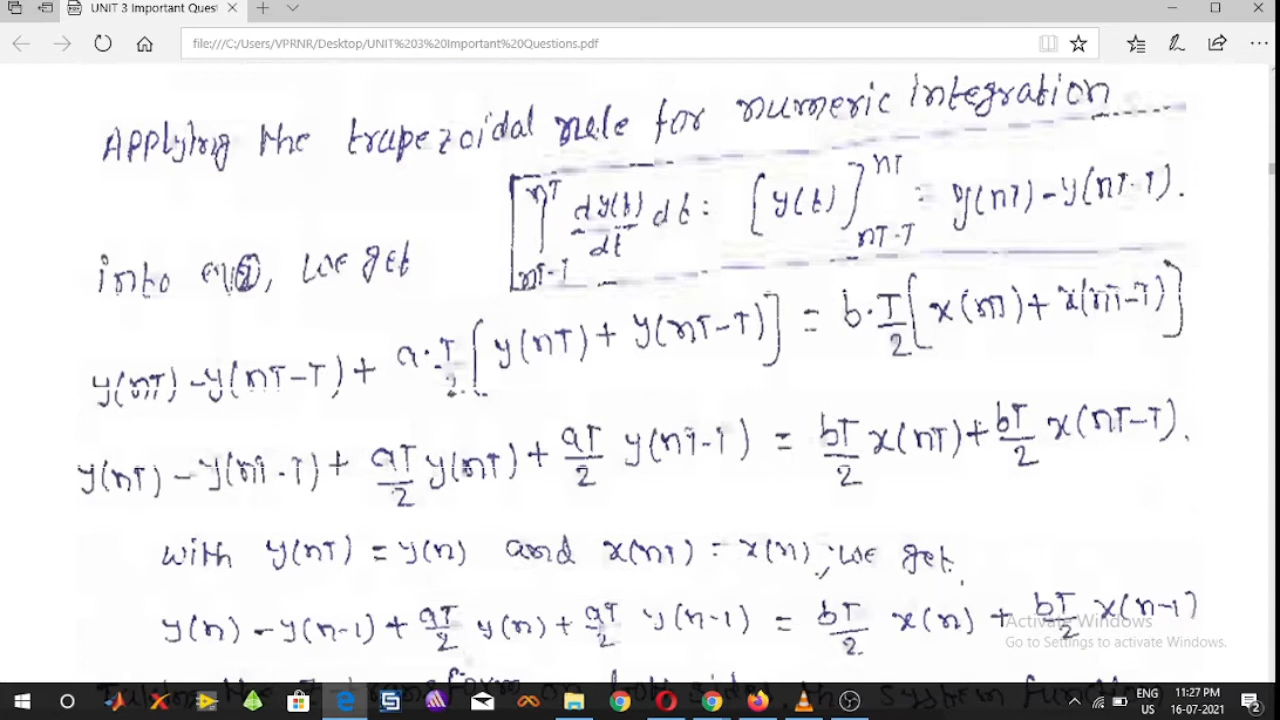 UNIT 3 Important Quest
file:///C:/Users/VPRNR/Desktop/UNIT%203%20Important%20Questions.pdf
Applying the trapezoidal rule for numeric integration
[∫_{nT-T}^{nT} dy(t)/dt dt = [y(t)]_{nT-T}^{nT} = y(nT) - y(nT-T).
into eq②, we get
y(nT) - y(nT-T) + a·T/2 [y(nT) + y(nT-T)] = b·T/2 [x(nT) + x(nT-T)]
y(nT) - y(nT-T) + aT/2 y(nT) + aT/2 y(nT-T) = bT/2 x(nT) + bT/2 x(nT-T).
with y(nT) = y(n) and x(nT) = x(n), we get.
y(n) - y(n-1) + aT/2 y(n) + aT/2 y(n-1) = bT/2 x(n) + bT/2 x(n-1)
Activate Windows
Go to Settings to activate Windows.
ENG
US
11:27 PM
16-07-2021
2